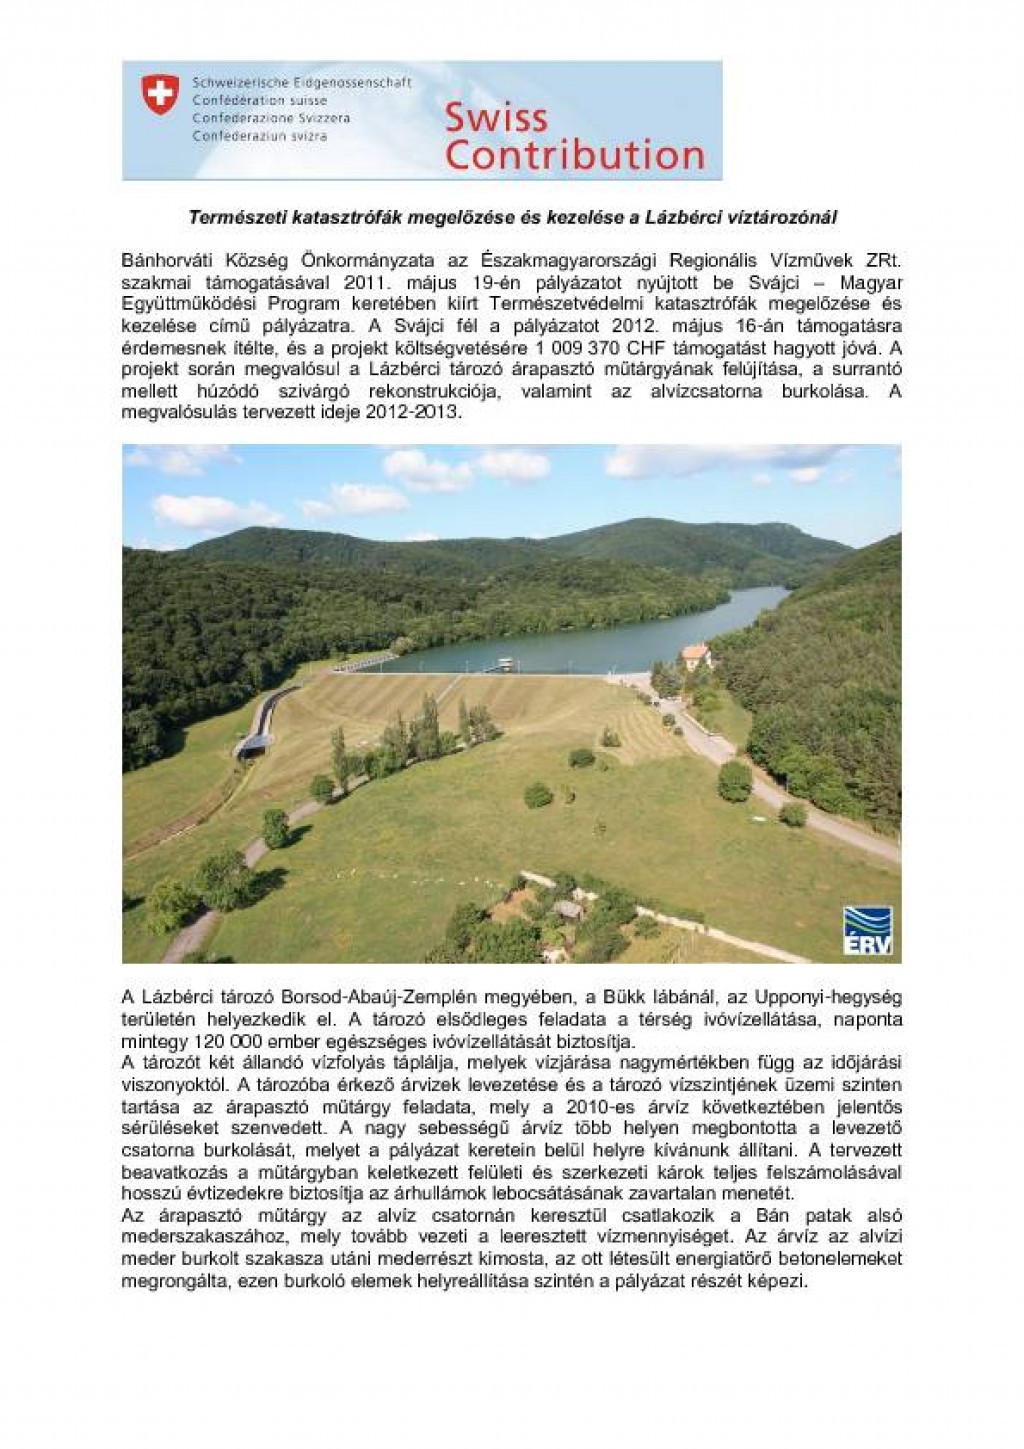 Schweizerische Eidgenossenschaft
Confédération suisse
Confederazione Svizzera
Confederaziun svizra
Swiss
Contribution
Természeti katasztrófák megelőzése és kezelése a Lázbérci víztározónál
Bánhorváti Község Önkormányzata az Északmagyarországi Regionális Vízművek ZRt.
szakmai támogatásával 2011. május 19-én pályázatot nyújtott be Svájci – Magyar
Együttműködési Program keretében kiírt Természetvédelmi katasztrófák megelőzése és
kezelése című pályázatra. A Svájci fél a pályázatot 2012. május 16-án támogatásra
érdemesnek ítélte, és a projekt költségvetésére 1 009 370 CHF támogatást hagyott jóvá. A
projekt során megvalósul a Lázbérci tározó árapasztó műtárgyának felújítása, a surrantó
mellett húzódó szivárgó rekonstrukciója, valamint az alvízcsatorna burkolása. A
megvalósulás tervezett ideje 2012-2013.
ÉRV
A Lázbérci tározó Borsod-Abaúj-Zemplén megyében, a Bükk lábánál, az Upponyi-hegység
területén helyezkedik el. A tározó elsődleges feladata a térség ivóvízellátása, naponta
mintegy 120 000 ember egészséges ivóvízellátását biztosítja.
A tározót két állandó vízfolyás táplálja, melyek vízjárása nagymértékben függ az időjárási
viszonyoktól. A tározóba érkező árvizek levezetése és a tározó vízszintjének üzemi szinten
tartása az árapasztó műtárgy feladata, mely a 2010-es árvíz következtében jelentős
sérüléseket szenvedett. A nagy sebességű árvíz több helyen megbontotta a levezető
csatorna burkolását, melyet a pályázat keretein belül helyre kívánunk állítani. A tervezett
beavatkozás a műtárgyban keletkezett felületi és szerkezeti károk teljes felszámolásával
hosszú évtizedekre biztosítja az árhullámok lebocsátásának zavartalan menetét.
Az árapasztó műtárgy az alvíz csatornán keresztül csatlakozik a Bán patak alsó
mederszakaszához, mely tovább vezeti a leeresztett vízmennyiséget. Az árvíz az alvízi
meder burkolt szakasza utáni mederrészt kimosta, az ott létesült energiatörő betonelemeket
megrongálta, ezen burkoló elemek helyreállítása szintén a pályázat részét képezi.